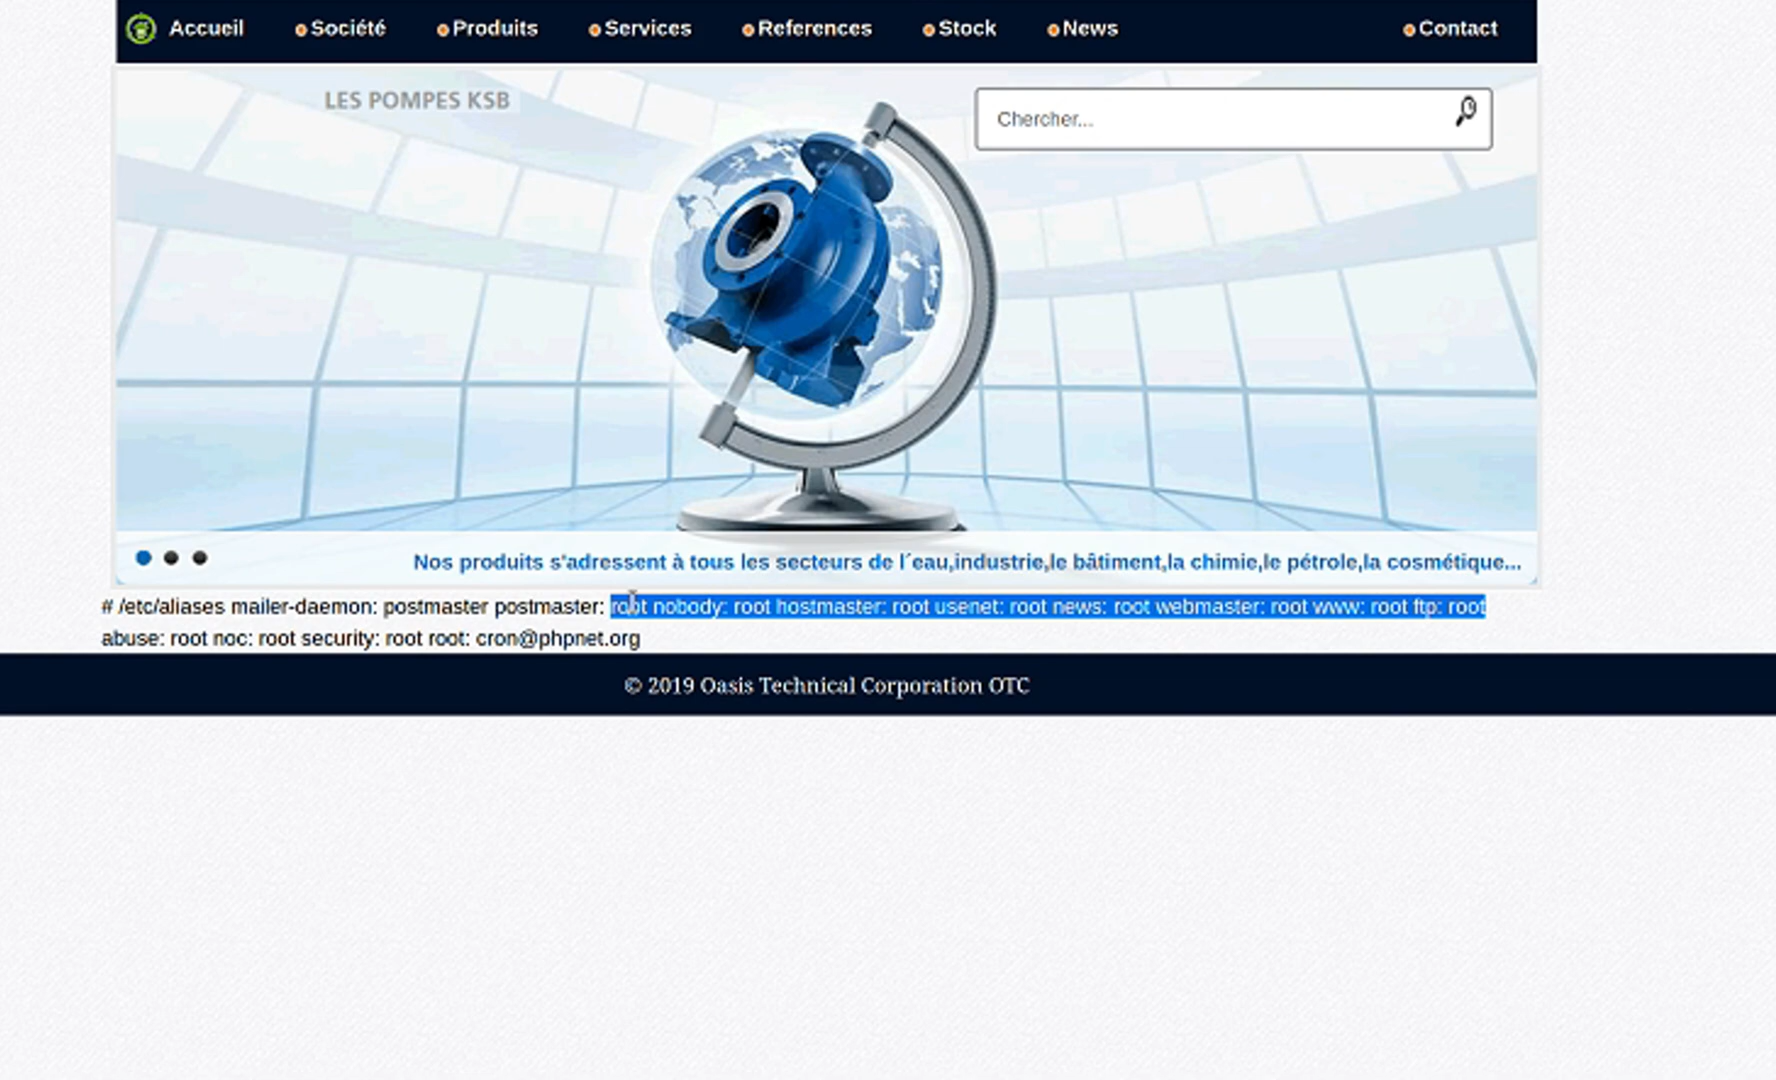 Accueil Société Produits Services References Stock News Contact
LES POMPES KSB
Chercher...
Nos produits s'adressent à tous les secteurs de l´eau,industrie,le bâtiment,la chimie,le pétrole,la cosmétique...
# /etc/aliases mailer-daemon: postmaster postmaster: root nobody: root hostmaster: root usenet: root news: root webmaster: root www: root ftp: root
abuse: root noc: root security: root root: cron@phpnet.org
© 2019 Oasis Technical Corporation OTC